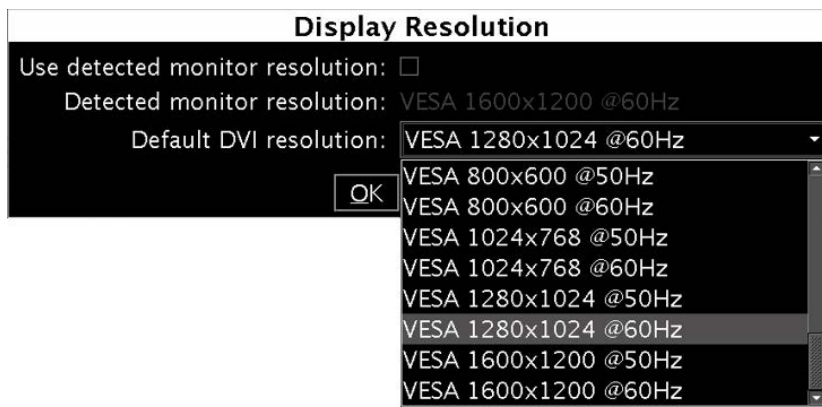 Display Resolution
Use detected monitor resolution:
Detected monitor resolution: VESA 1600x1200 @60Hz
Default DVI resolution: VESA 1280x1024 @60Hz
OK
VESA 800x600 @50Hz
VESA 800x600 @60Hz
VESA 1024x768 @50Hz
VESA 1024x768 @60Hz
VESA 1280x1024 @50Hz
VESA 1280x1024 @60Hz
VESA 1600x1200 @50Hz
VESA 1600x1200 @60Hz